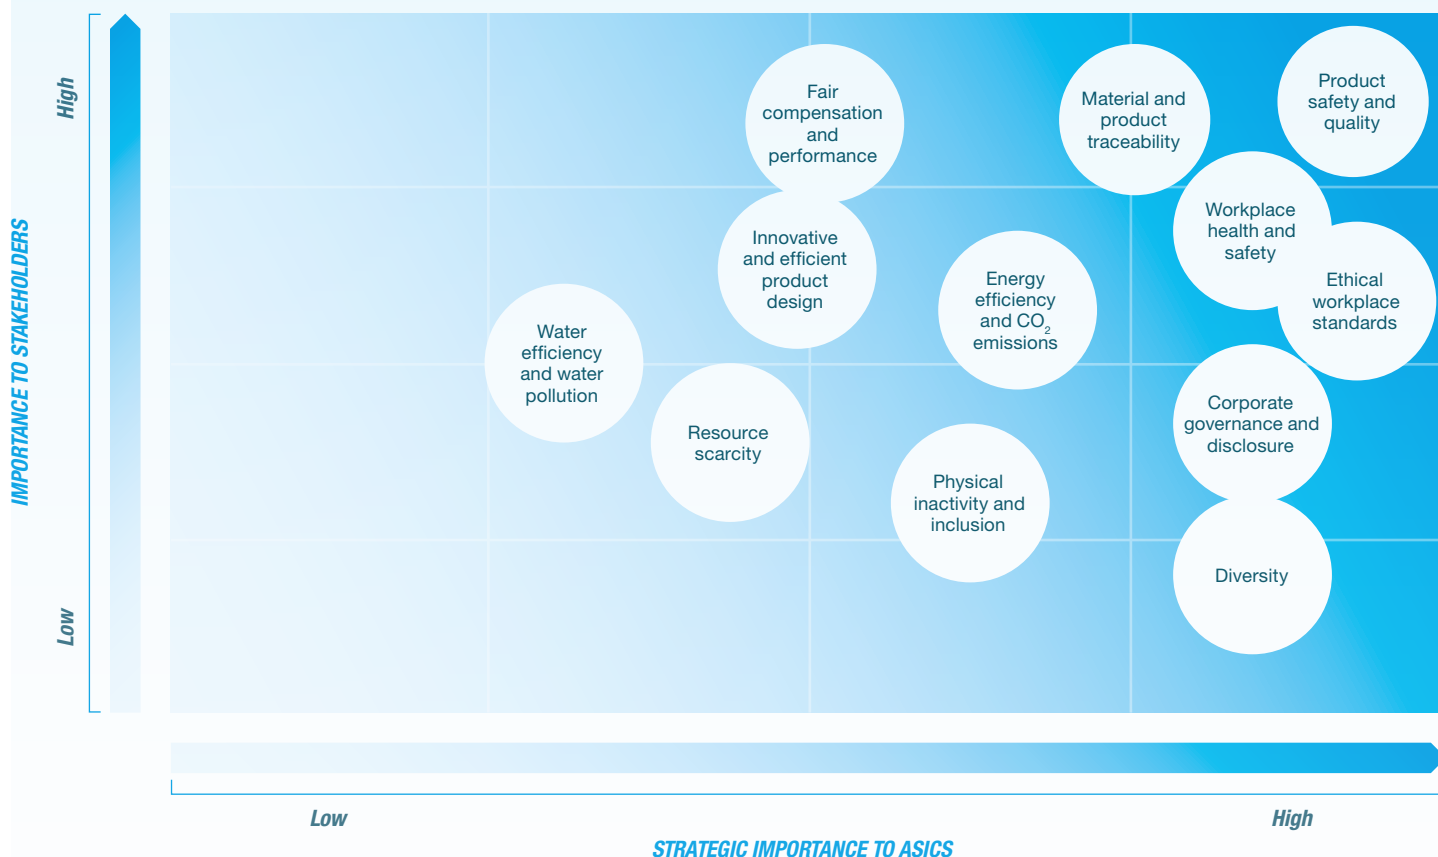 High
IMPORTANCE TO STAKEHOLDERS
Low
Fair
compensation
and
performance
Material and
product
traceability
Product
safety and
quality
Workplace
health and
safety
Innovative
and efficient
product
design
Energy
efficiency
and CO₂
emissions
Ethical
workplace
standards
Water
efficiency
and water
pollution
Resource
scarcity
Corporate
governance and
disclosure
Physical
inactivity and
inclusion
Diversity
Low
High
STRATEGIC IMPORTANCE TO ASICS